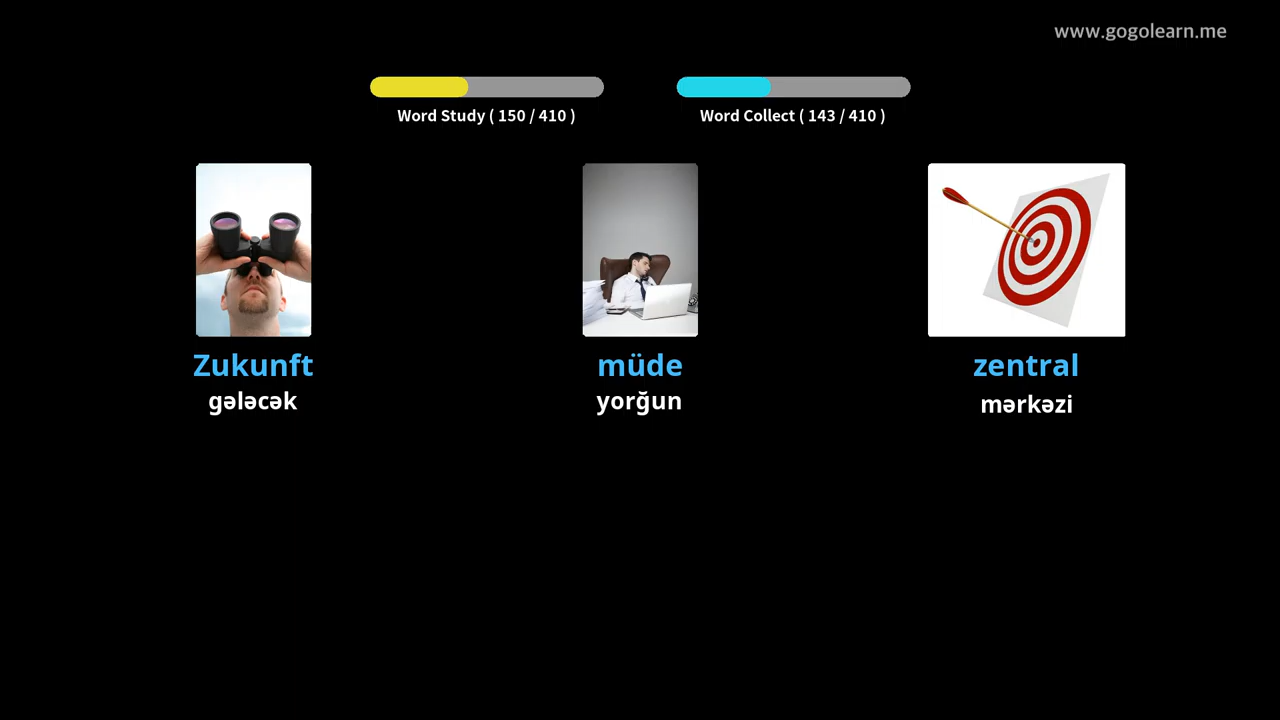 www.gogolearn.me
Word Study ( 150 / 410 )
Word Collect ( 143 / 410 )
Zukunft
gələcək
müde
yorğun
zentral
mərkəzi